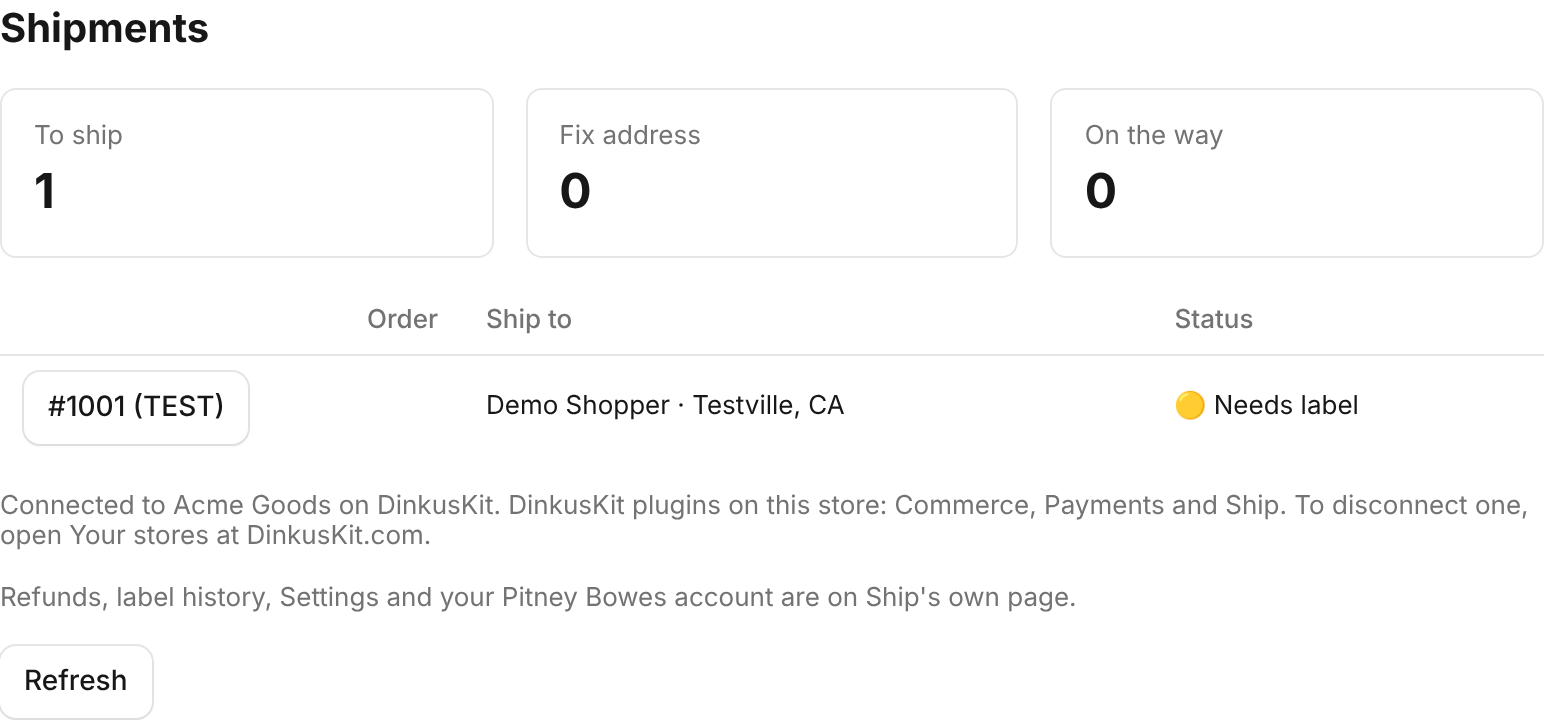 Shipments
To ship
1
Fix address
0
On the way
0
Order Ship to Status
#1001 (TEST) Demo Shopper · Testville, CA 🟡 Needs label
Connected to Acme Goods on DinkusKit. DinkusKit plugins on this store: Commerce, Payments and Ship. To disconnect one,
open Your stores at DinkusKit.com.
Refunds, label history, Settings and your Pitney Bowes account are on Ship's own page.
Refresh